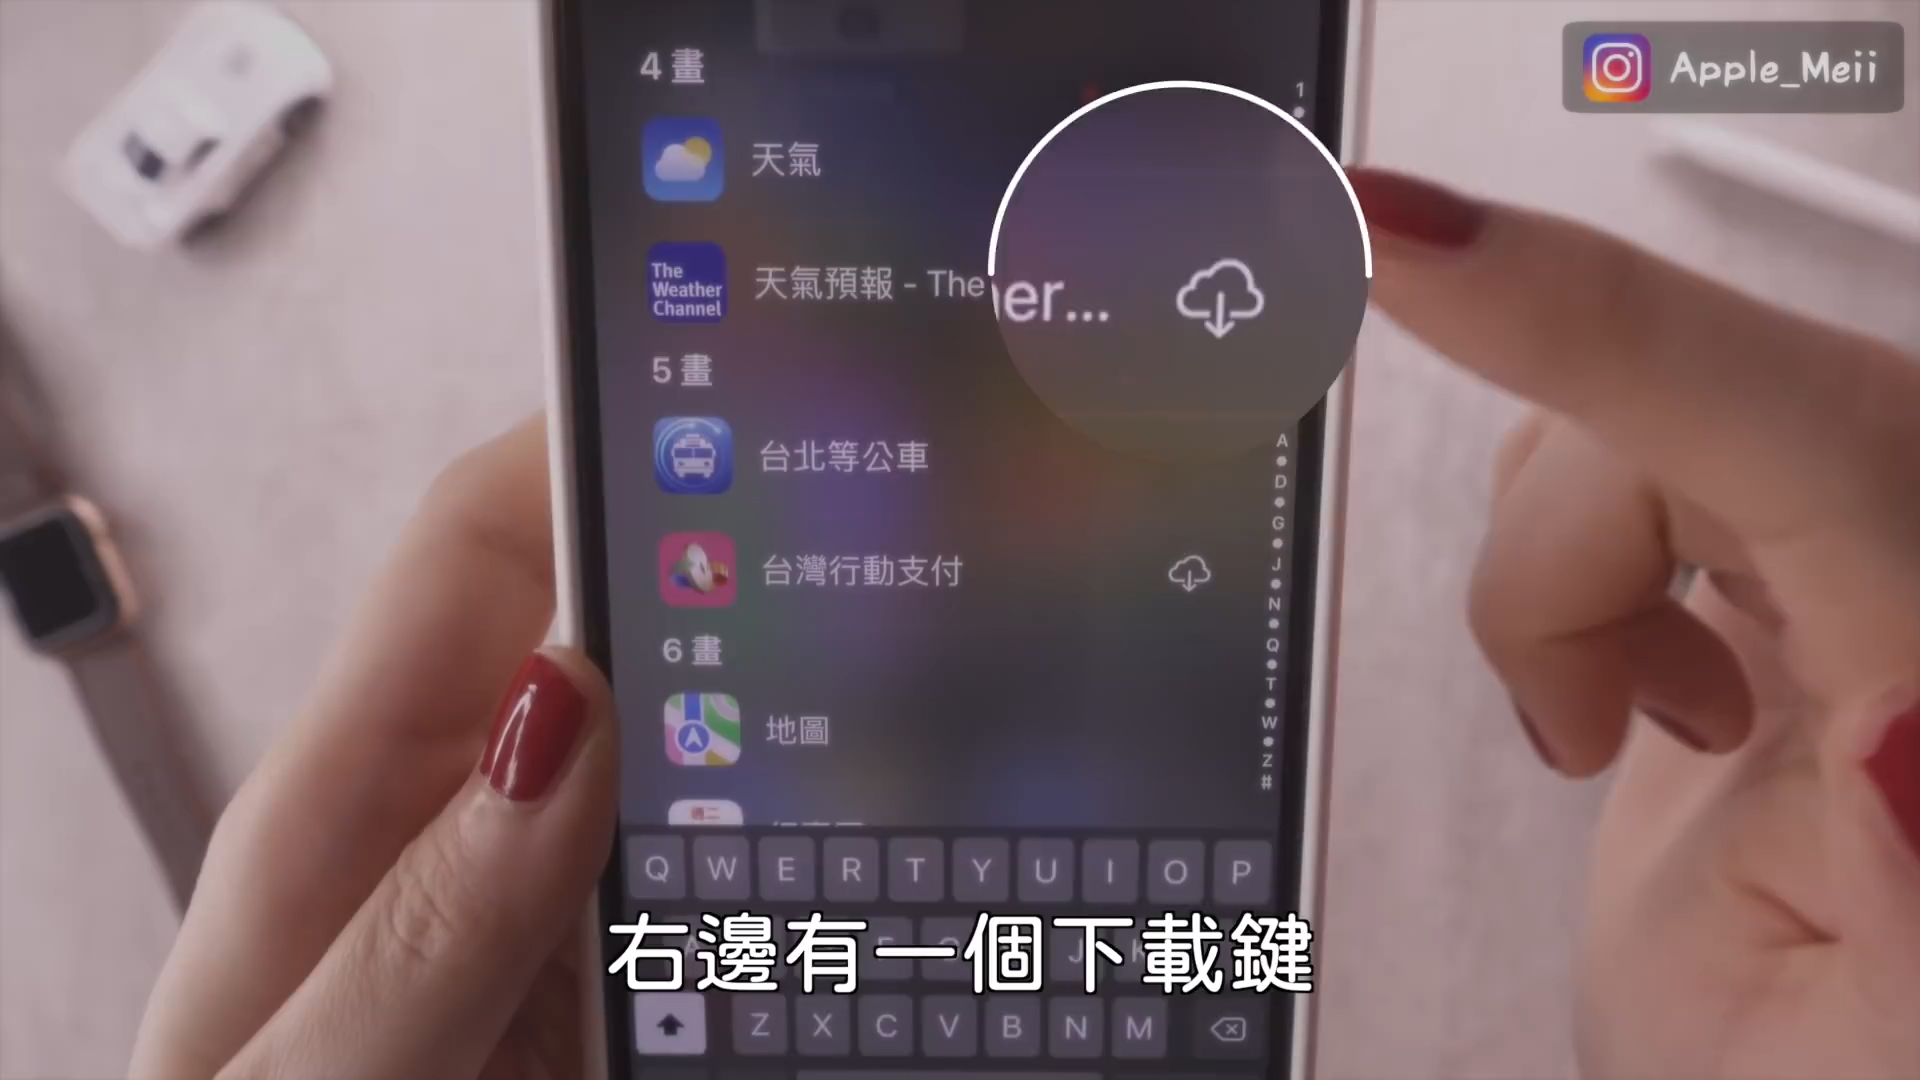 Apple_Meii
4 畫
1
天氣
The
Weather
Channel
天氣預報 - The
er...
5 畫
台北等公車
台灣行動支付
6 畫
地圖
週二
A
D
G
J
N
Q
T
W
Z
#
Q W E R T Y U I O P
右邊有一個下載鍵
Z X C V B N M